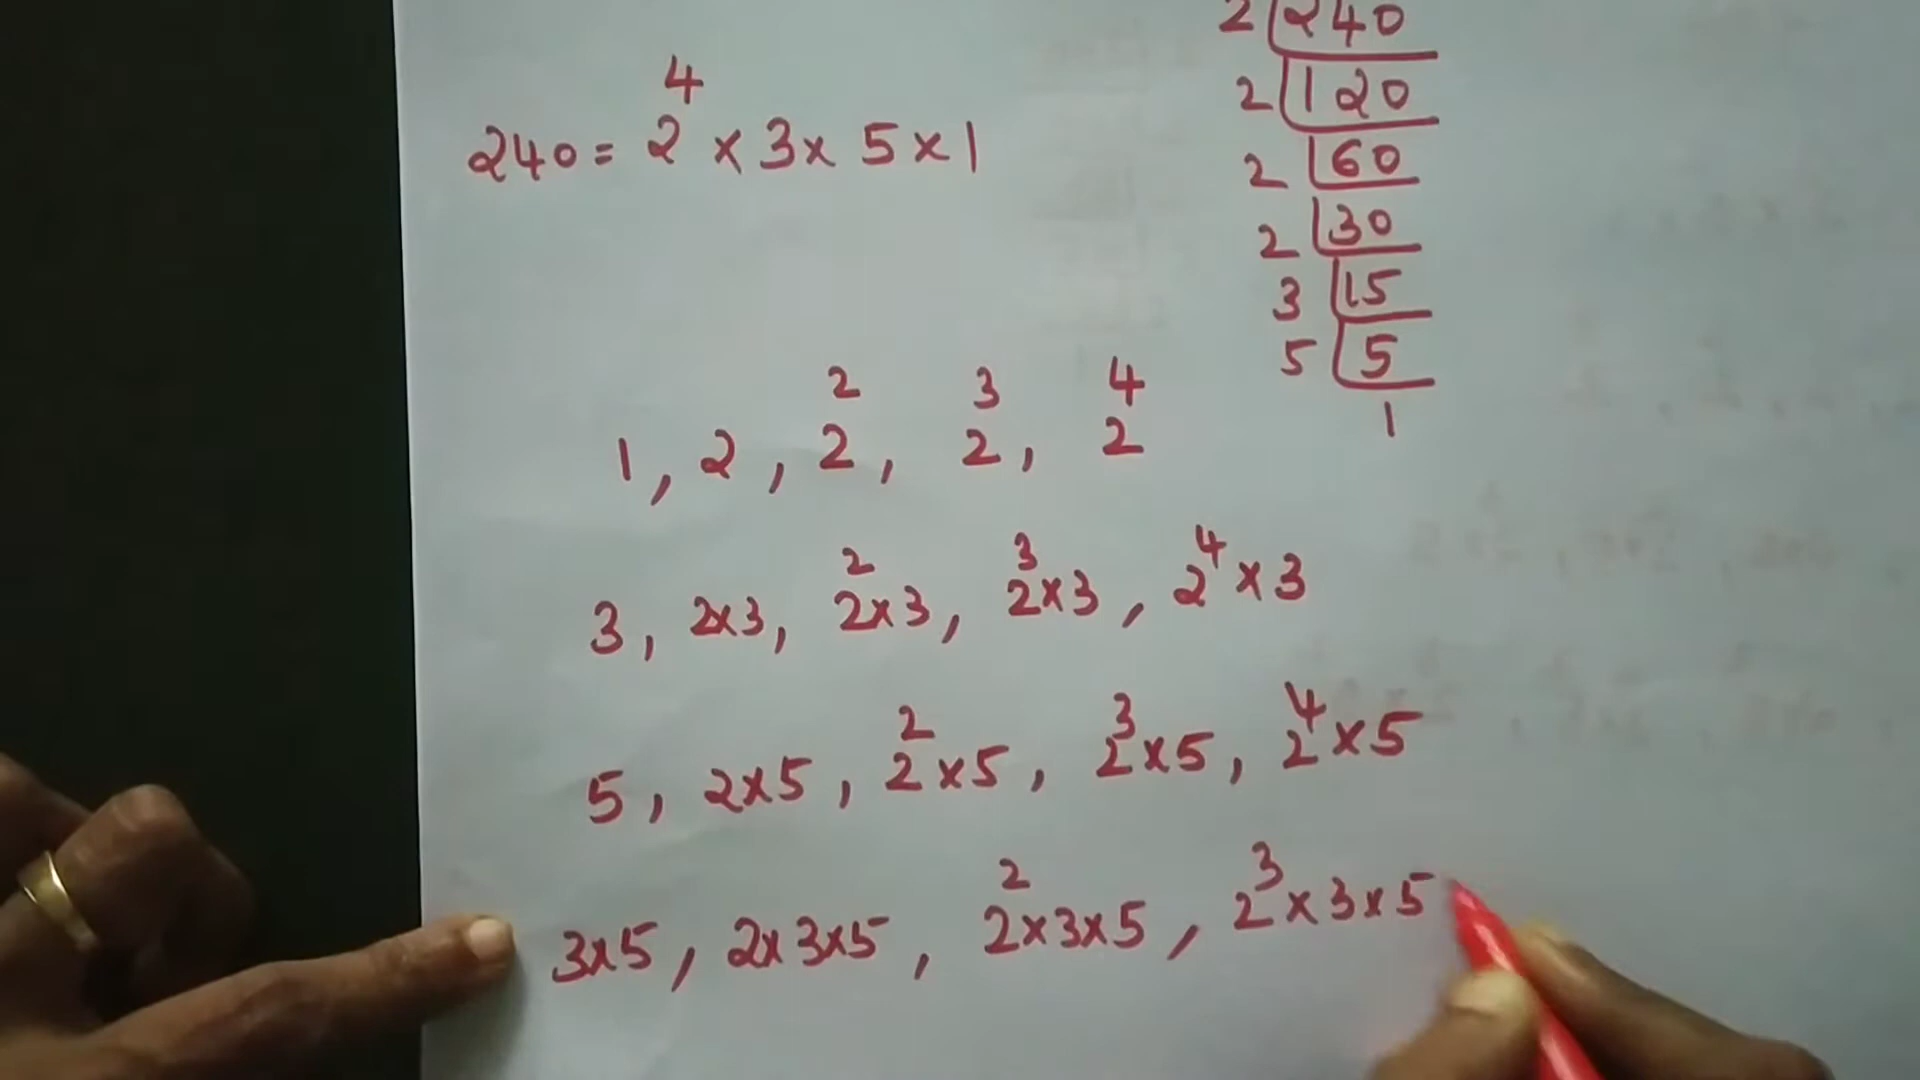 240 = 2⁴ × 3 × 5 × 1
2 | 240
2 | 120
2 | 60
2 | 30
3 | 15
5 | 5
1
1, 2, 2², 2³, 2⁴
3, 2×3, 2²×3, 2³×3, 2⁴×3
5, 2×5, 2²×5, 2³×5, 2⁴×5
3×5, 2×3×5, 2²×3×5, 2³×3×5